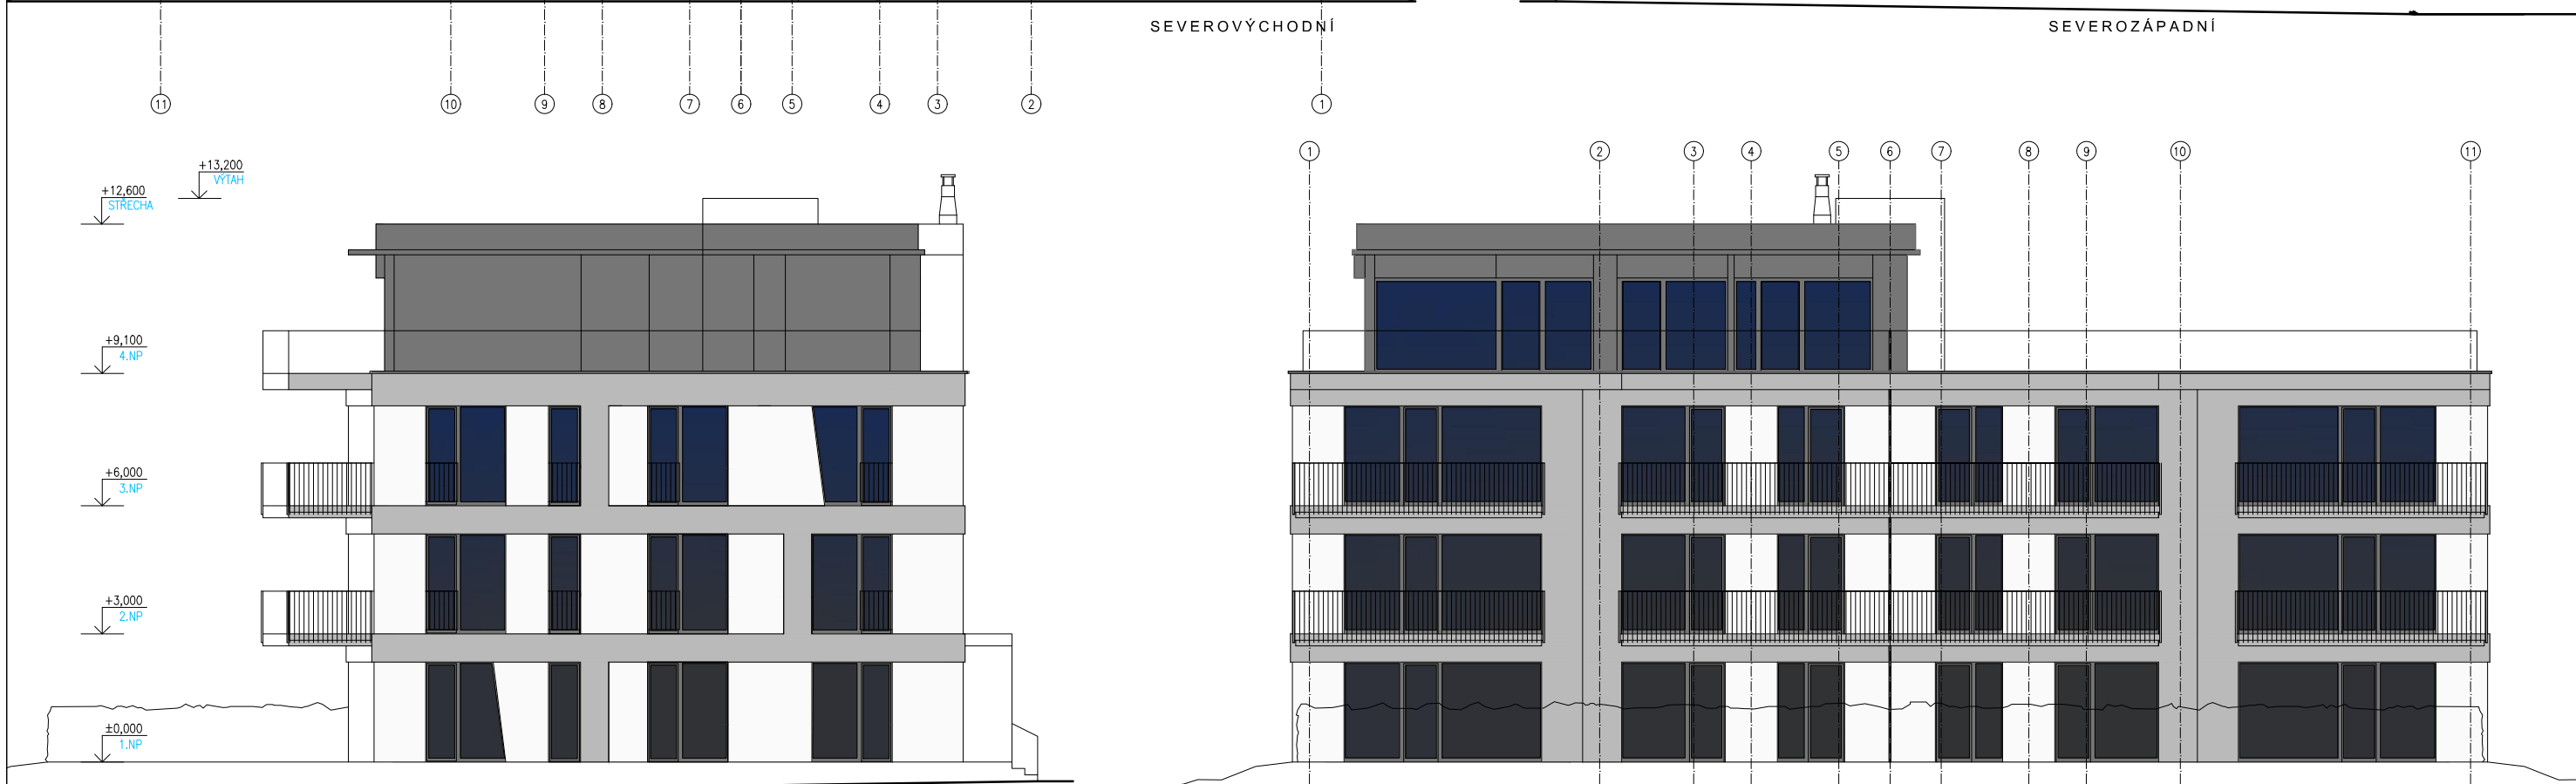 SEVEROVÝCHODNÍ
SEVEROZÁPADNÍ
11 10 9 8 7 6 5 4 3 2 1
1 2 3 4 5 6 7 8 9 10 11
+13,200
VÝTAH
+12,600
STŘECHA
+9,100
4.NP
+6,000
3.NP
+3,000
2.NP
±0,000
1.NP